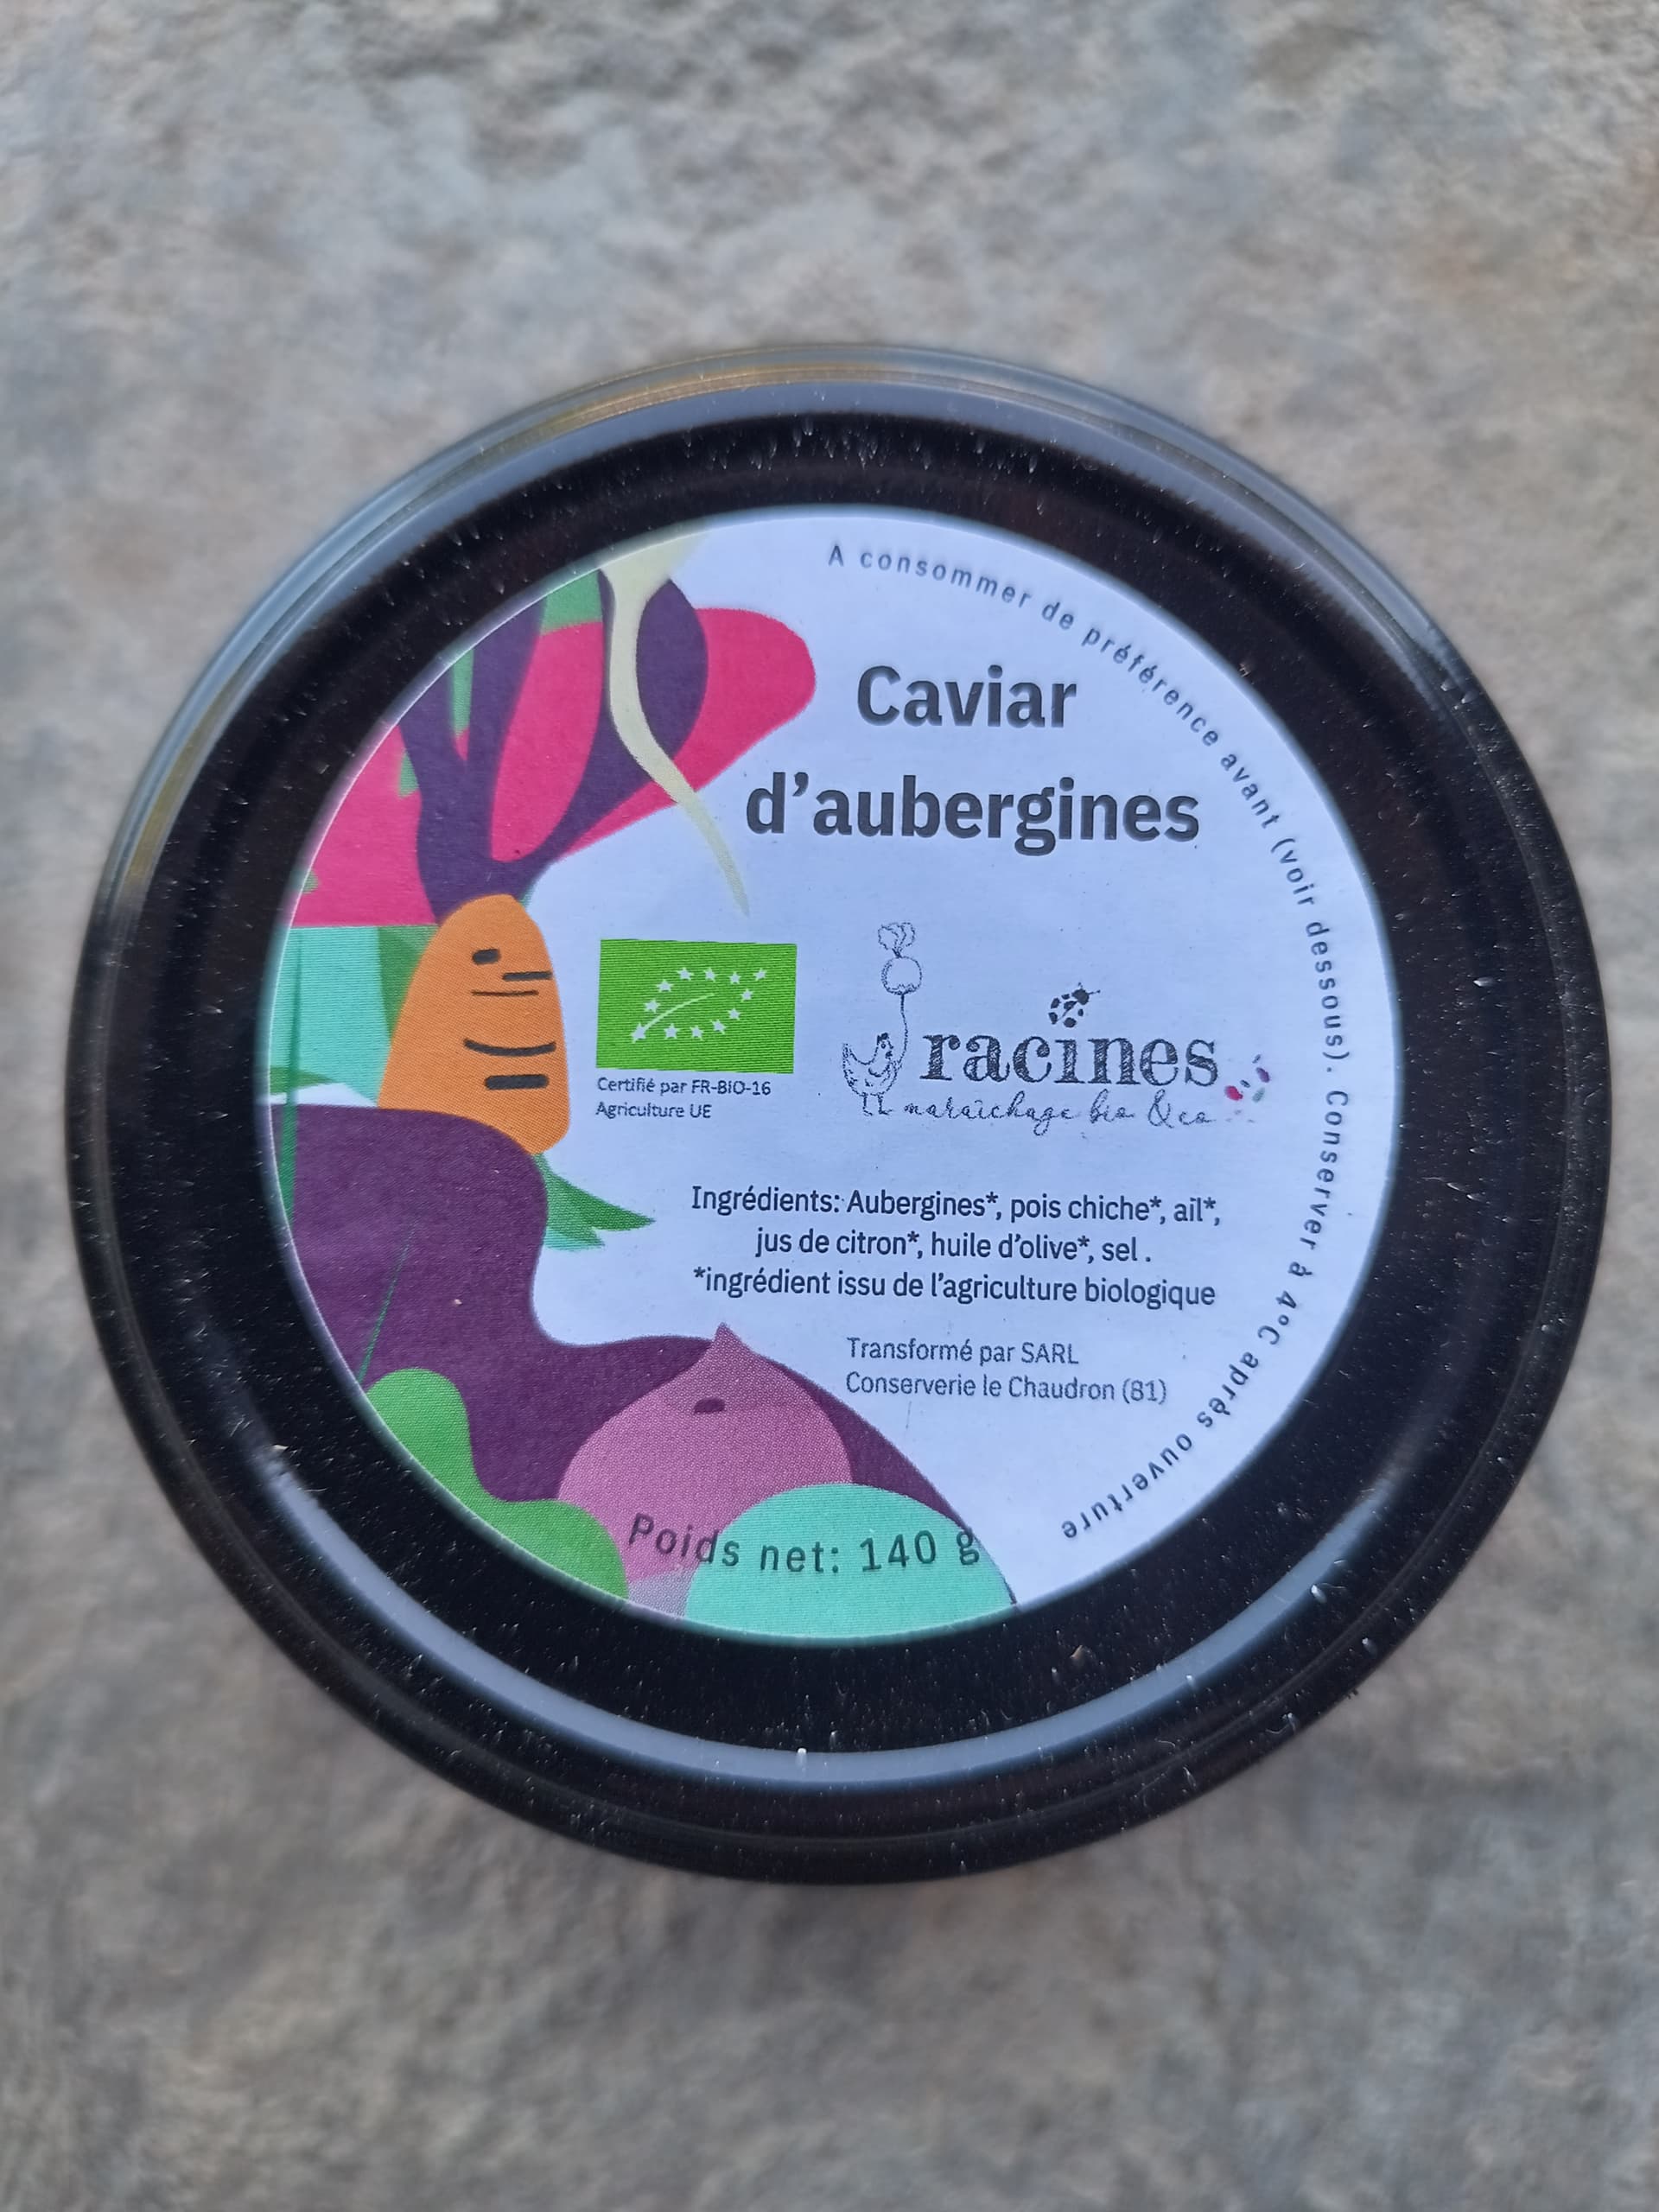 A consommer de préférence avant (voir dessous). Conserver à 4°C après ouverture
Caviar
d'aubergines
Certifié par FR-BIO-16
Agriculture UE
racines
maraîchage bio & co
Ingrédients: Aubergines*, pois chiche*, ail*,
jus de citron*, huile d'olive*, sel .
*ingrédient issu de l'agriculture biologique
Transformé par SARL
Conserverie le Chaudron (81)
Poids net: 140 g